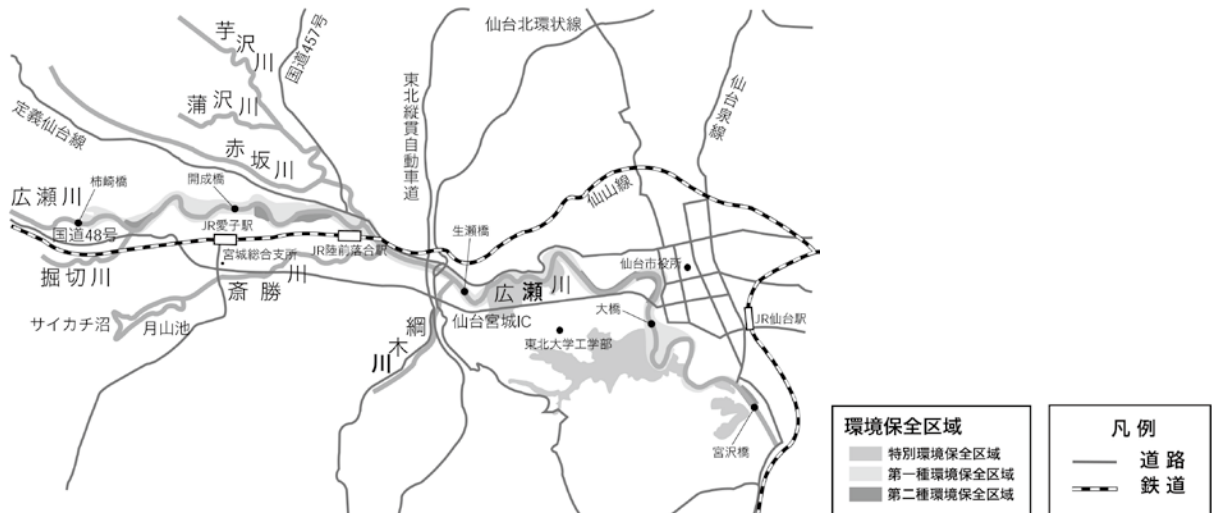 仙台北環状線
芋沢川
国道457号
東北縦貫自動車道
仙台泉線
蒲沢川
定義仙台線
赤坂川
開成橋
柿崎橋
広瀬川
仙山線
国道48号
JR愛子駅
JR陸前落合駅
生瀬橋
宮城総合支所
仙台市役所
掘切川
斎勝川
広瀬川
サイカチ沼
月山池
仙台宮城IC
大橋
JR仙台駅
綱木川
東北大学工学部
宮沢橋
環境保全区域
特別環境保全区域
第一種環境保全区域
第二種環境保全区域
凡例
道路
鉄道